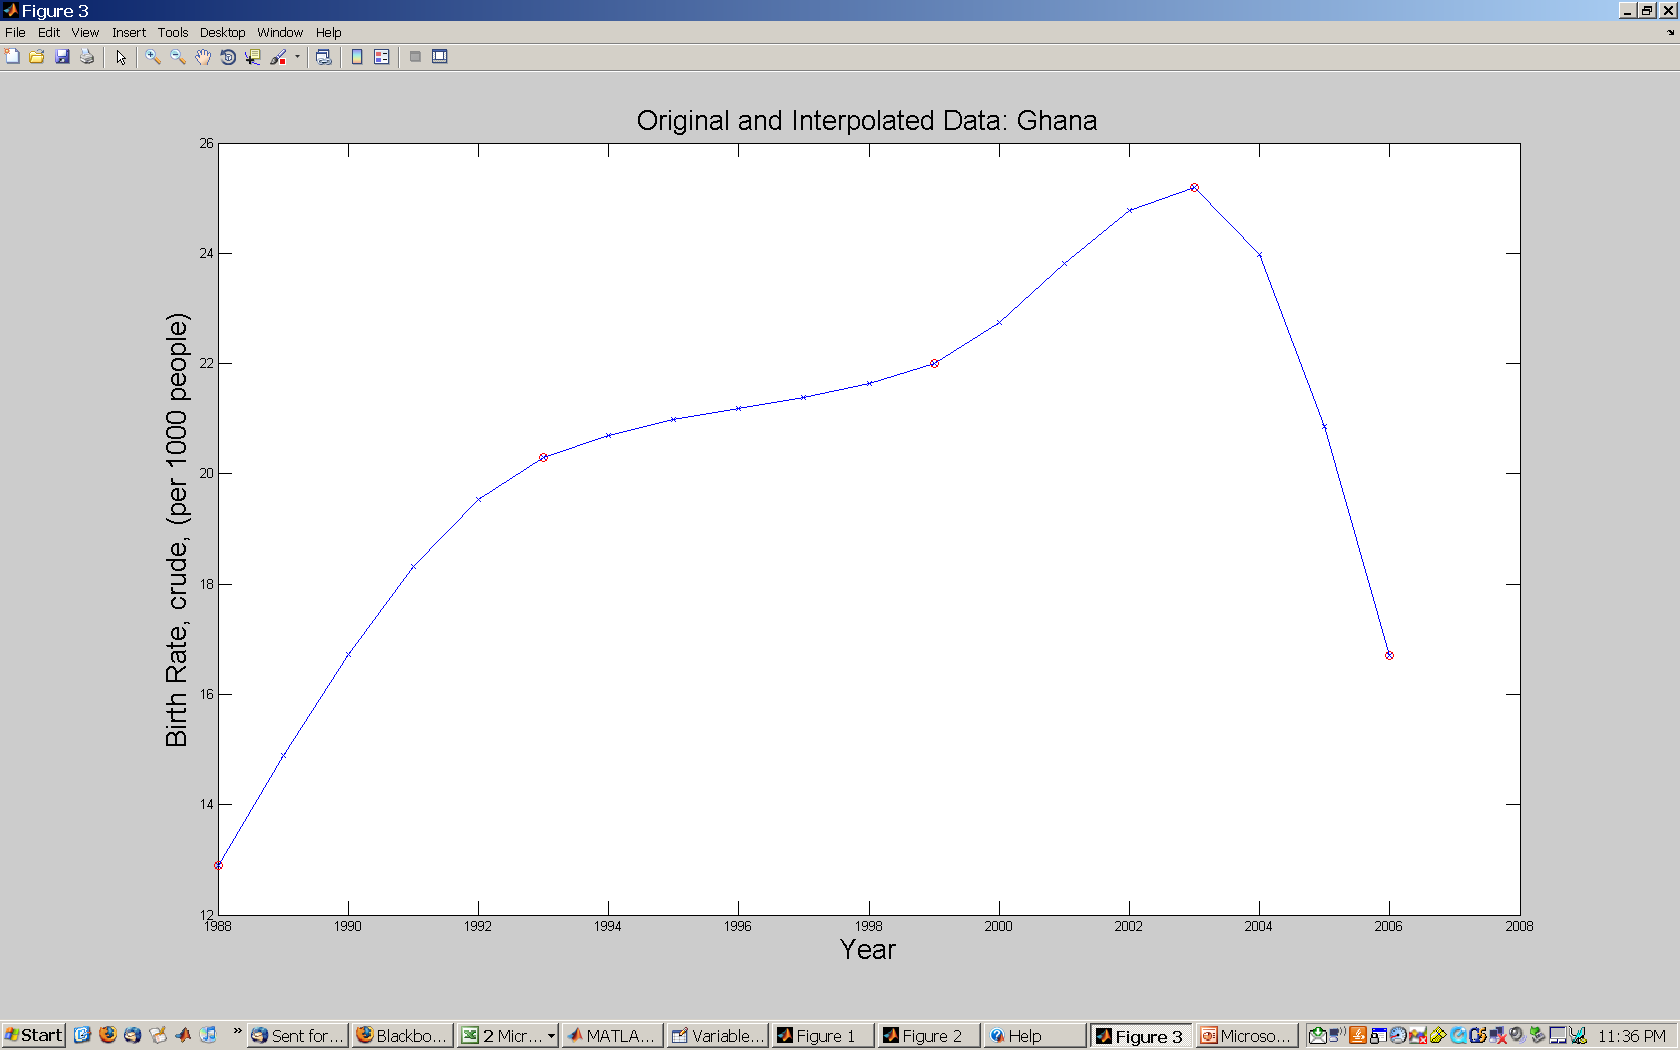 Figure 3
File Edit View Insert Tools Desktop Window Help
Original and Interpolated Data: Ghana
26
24
22
20
18
16
14
12
Birth Rate, crude, (per 1000 people)
1988 1990 1992 1994 1996 1998 2000 2002 2004 2006 2008
Year
Start » Sent for... Blackbo... 2 Micr... MATLA... Variable... Figure 1 Figure 2 Help Figure 3 Microso... 11:36 PM